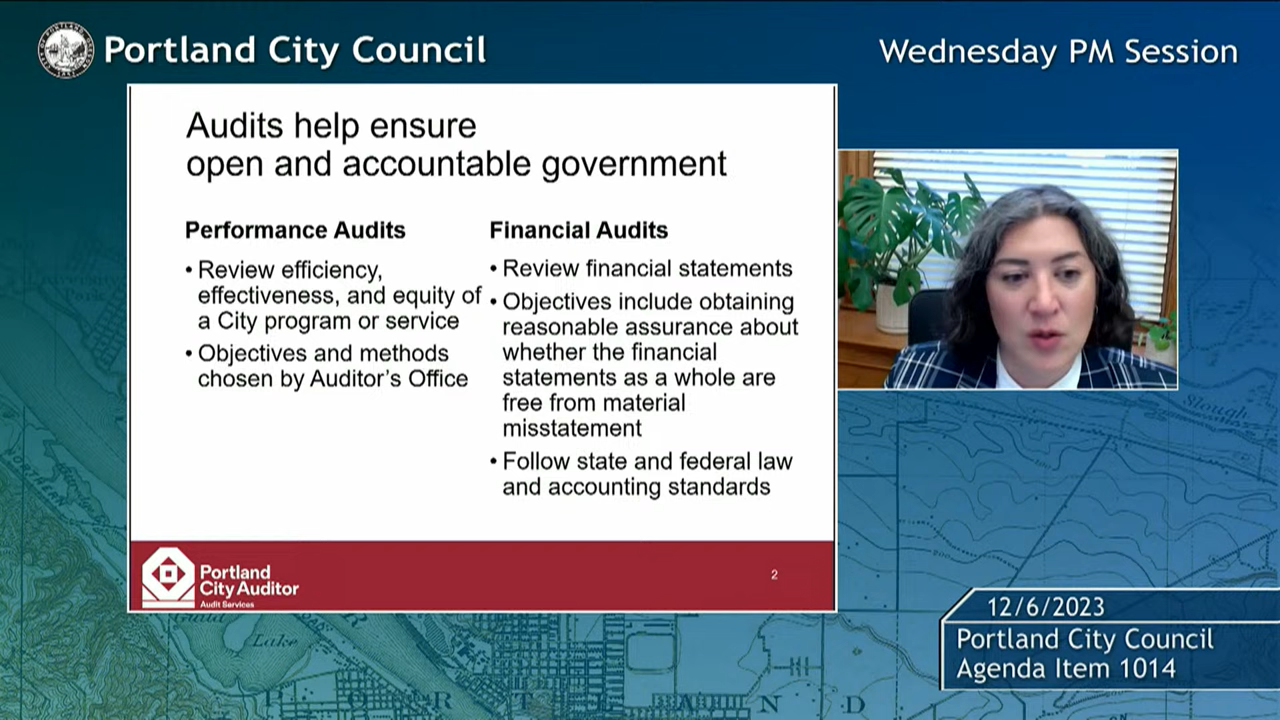 Portland City Council
Wednesday PM Session
Audits help ensure
open and accountable government
Performance Audits
• Review efficiency,
effectiveness, and equity of
a City program or service
• Objectives and methods
chosen by Auditor's Office
Financial Audits
• Review financial statements
• Objectives include obtaining
reasonable assurance about
whether the financial
statements as a whole are
free from material
misstatement
• Follow state and federal law
and accounting standards
Portland
City Auditor
Audit Services
2
Slough
12/6/2023
Portland City Council
Agenda Item 1014
Guild
Lake
P O R T L A N D